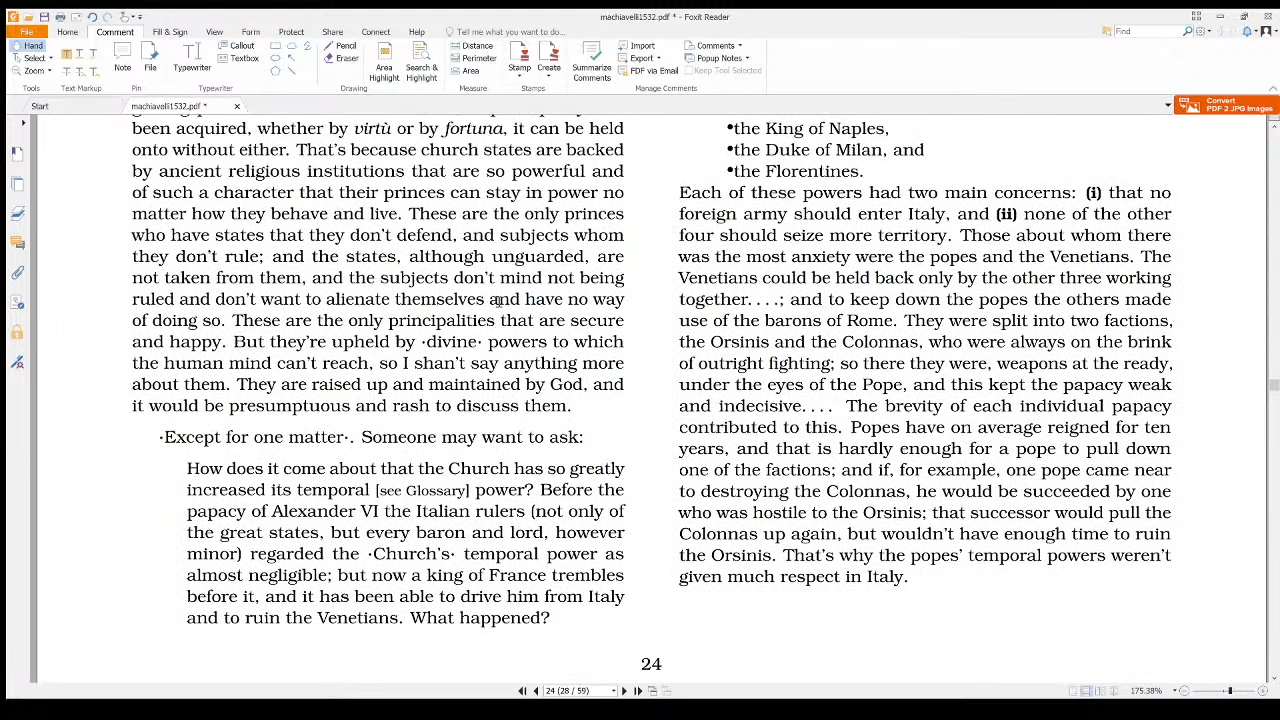 machiavelli1532.pdf * - Foxit Reader
File Home Comment Fill & Sign View Form Protect Share Connect Help Tell me what you want to do... Find
Hand
Select
Zoom
Tools
Text Markup
Note
File
Pin
Typewriter
Callout
Textbox
Typewriter
Pencil
Eraser
Drawing
Area Highlight
Search & Highlight
Distance
Perimeter
Area
Measure
Stamp
Create
Stamps
Summarize Comments
Import
Export
FDF via Email
Comments
Popup Notes
Keep Tool Selected
Manage Comments
Start
machiavelli1532.pdf *
Convert
PDF 2 JPG Images
been acquired, whether by virtù or by fortuna, it can be held
onto without either. That's because church states are backed
by ancient religious institutions that are so powerful and
of such a character that their princes can stay in power no
matter how they behave and live. These are the only princes
who have states that they don't defend, and subjects whom
they don't rule; and the states, although unguarded, are
not taken from them, and the subjects don't mind not being
ruled and don't want to alienate themselves and have no way
of doing so. These are the only principalities that are secure
and happy. But they're upheld by ·divine· powers to which
the human mind can't reach, so I shan't say anything more
about them. They are raised up and maintained by God, and
it would be presumptuous and rash to discuss them.
·Except for one matter·. Someone may want to ask:
How does it come about that the Church has so greatly
increased its temporal [see Glossary] power? Before the
papacy of Alexander VI the Italian rulers (not only of
the great states, but every baron and lord, however
minor) regarded the ·Church's· temporal power as
almost negligible; but now a king of France trembles
before it, and it has been able to drive him from Italy
and to ruin the Venetians. What happened?
•the King of Naples,
•the Duke of Milan, and
•the Florentines.
Each of these powers had two main concerns: (i) that no
foreign army should enter Italy, and (ii) none of the other
four should seize more territory. Those about whom there
was the most anxiety were the popes and the Venetians. The
Venetians could be held back only by the other three working
together. . . .; and to keep down the popes the others made
use of the barons of Rome. They were split into two factions,
the Orsinis and the Colonnas, who were always on the brink
of outright fighting; so there they were, weapons at the ready,
under the eyes of the Pope, and this kept the papacy weak
and indecisive. . . . The brevity of each individual papacy
contributed to this. Popes have on average reigned for ten
years, and that is hardly enough for a pope to pull down
one of the factions; and if, for example, one pope came near
to destroying the Colonnas, he would be succeeded by one
who was hostile to the Orsinis; that successor would pull the
Colonnas up again, but wouldn't have enough time to ruin
the Orsinis. That's why the popes' temporal powers weren't
given much respect in Italy.
24
24 (28 / 59)
175.38%